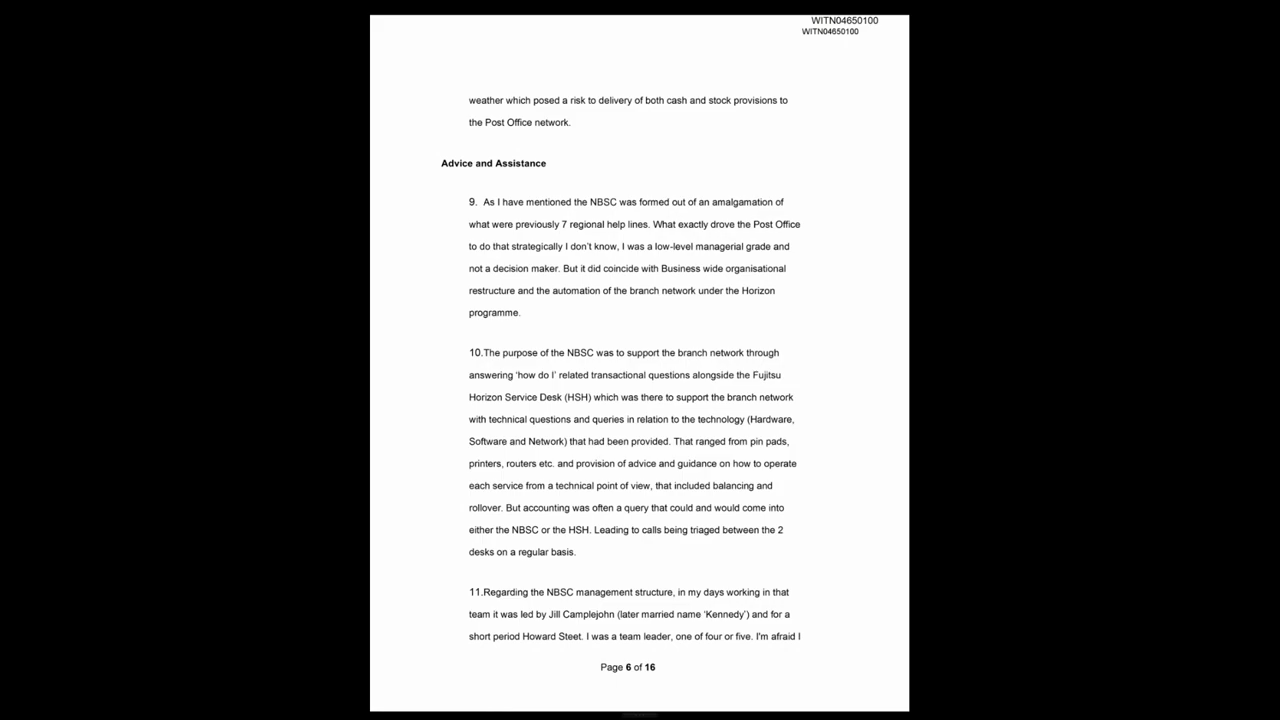 WITN04650100
WITN04650100
weather which posed a risk to delivery of both cash and stock provisions to
the Post Office network.
Advice and Assistance
9. As I have mentioned the NBSC was formed out of an amalgamation of
what were previously 7 regional help lines. What exactly drove the Post Office
to do that strategically I don't know, I was a low-level managerial grade and
not a decision maker. But it did coincide with Business wide organisational
restructure and the automation of the branch network under the Horizon
programme.
10.The purpose of the NBSC was to support the branch network through
answering 'how do I' related transactional questions alongside the Fujitsu
Horizon Service Desk (HSH) which was there to support the branch network
with technical questions and queries in relation to the technology (Hardware,
Software and Network) that had been provided. That ranged from pin pads,
printers, routers etc. and provision of advice and guidance on how to operate
each service from a technical point of view, that included balancing and
rollover. But accounting was often a query that could and would come into
either the NBSC or the HSH. Leading to calls being triaged between the 2
desks on a regular basis.
11.Regarding the NBSC management structure, in my days working in that
team it was led by Jill Camplejohn (later married name 'Kennedy') and for a
short period Howard Steet. I was a team leader, one of four or five. I'm afraid I
Page 6 of 16